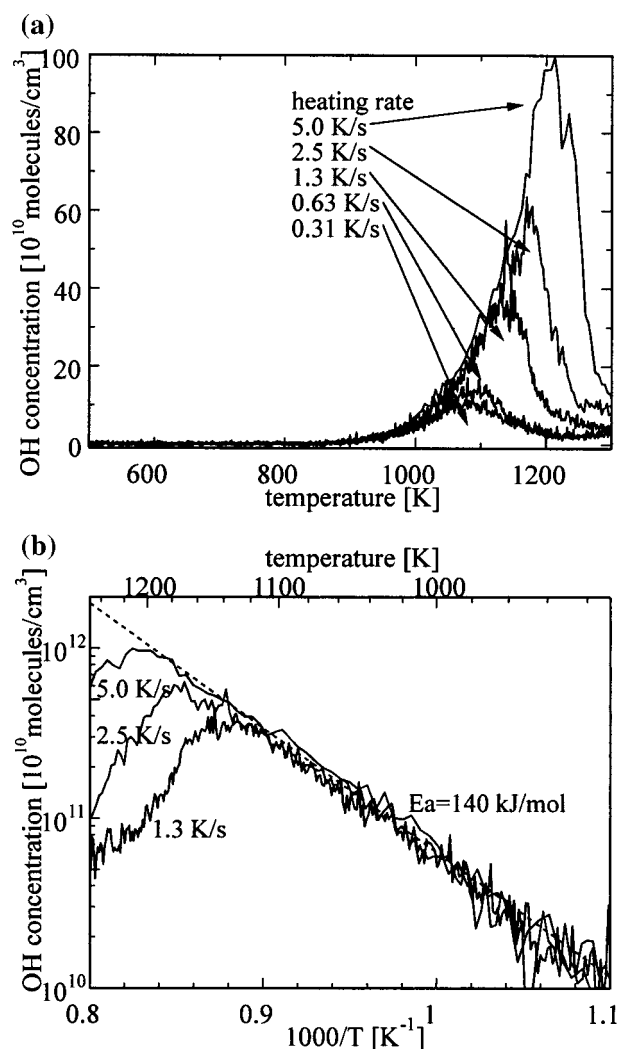 (a)
100
80
60
40
20
0
OH concentration [10^10 molecules/cm^3]
heating rate
5.0 K/s
2.5 K/s
1.3 K/s
0.63 K/s
0.31 K/s
600 800 1000 1200
temperature [K]
(b)
temperature [K]
1200 1100 1000
10^12
10^11
10^10
OH concentration [10^10 molecules/cm^3]
5.0 K/s
2.5 K/s
1.3 K/s
Ea=140 kJ/mol
0.8 0.9 1 1.1
1000/T [K^-1]